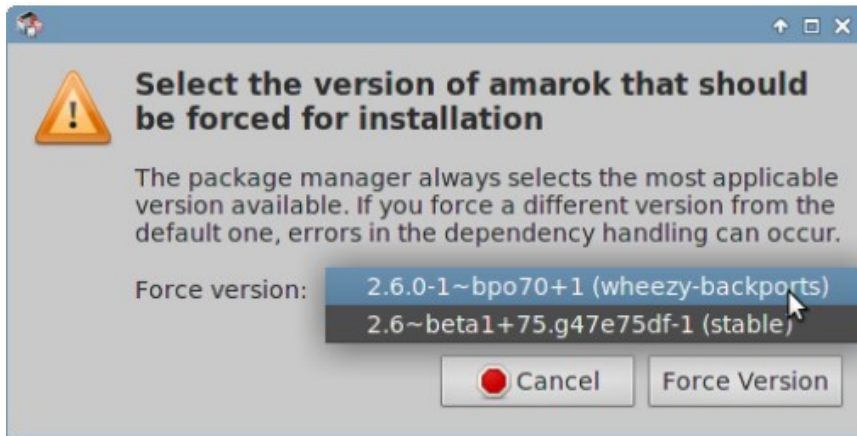 Select the version of amarok that should
be forced for installation
The package manager always selects the most applicable
version available. If you force a different version from the
default one, errors in the dependency handling can occur.
Force version:
2.6.0-1~bpo70+1 (wheezy-backports)
2.6~beta1+75.g47e75df-1 (stable)
Cancel
Force Version